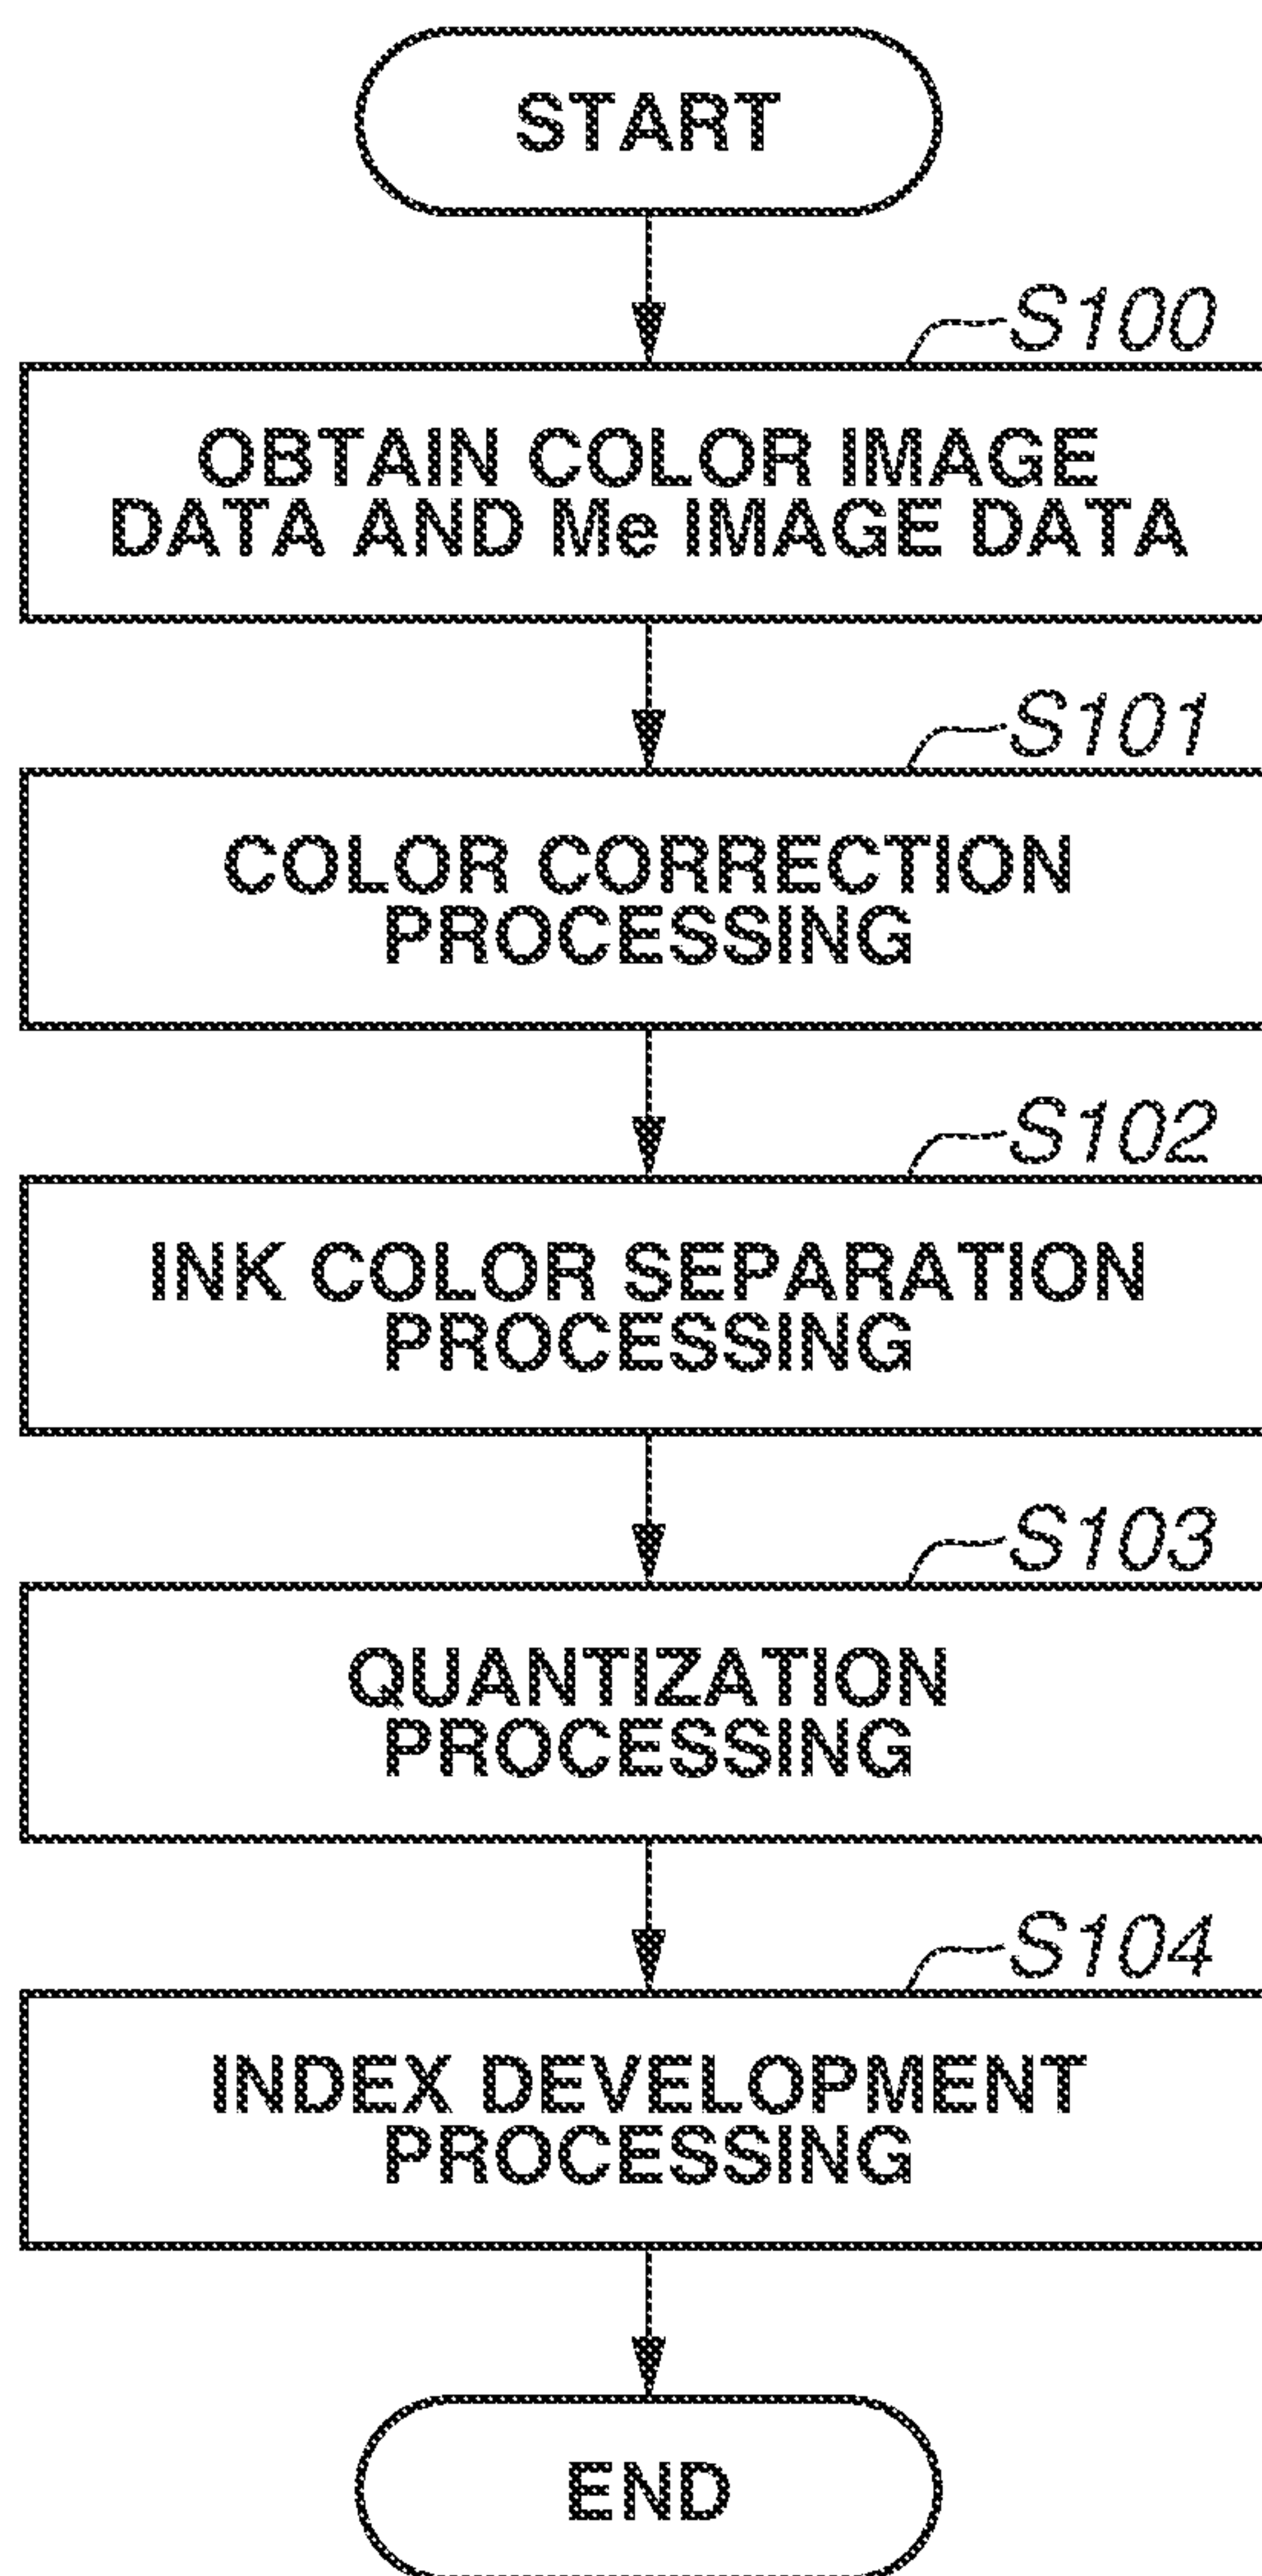 START
S100
OBTAIN COLOR IMAGE
DATA AND Me IMAGE DATA
S101
COLOR CORRECTION
PROCESSING
S102
INK COLOR SEPARATION
PROCESSING
S103
QUANTIZATION
PROCESSING
S104
INDEX DEVELOPMENT
PROCESSING
END